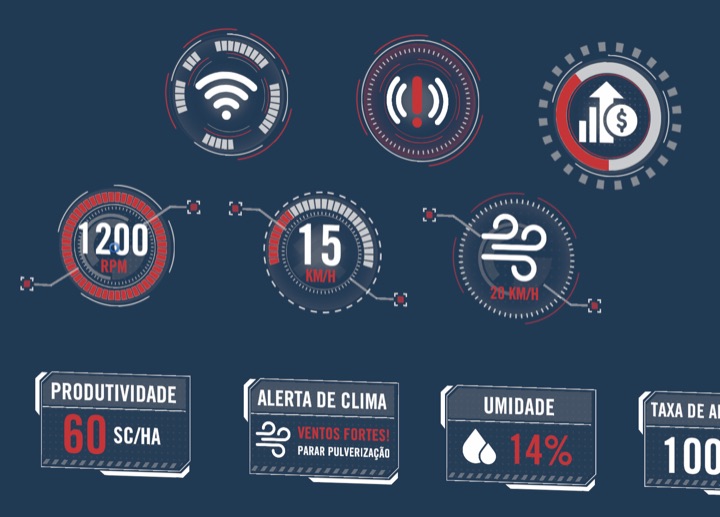 $
1200
RPM
15
KM/H
20 KM/H
PRODUTIVIDADE
60 SC/HA
ALERTA DE CLIMA
VENTOS FORTES!
PARAR PULVERIZAÇÃO
UMIDADE
14%
TAXA DE
100